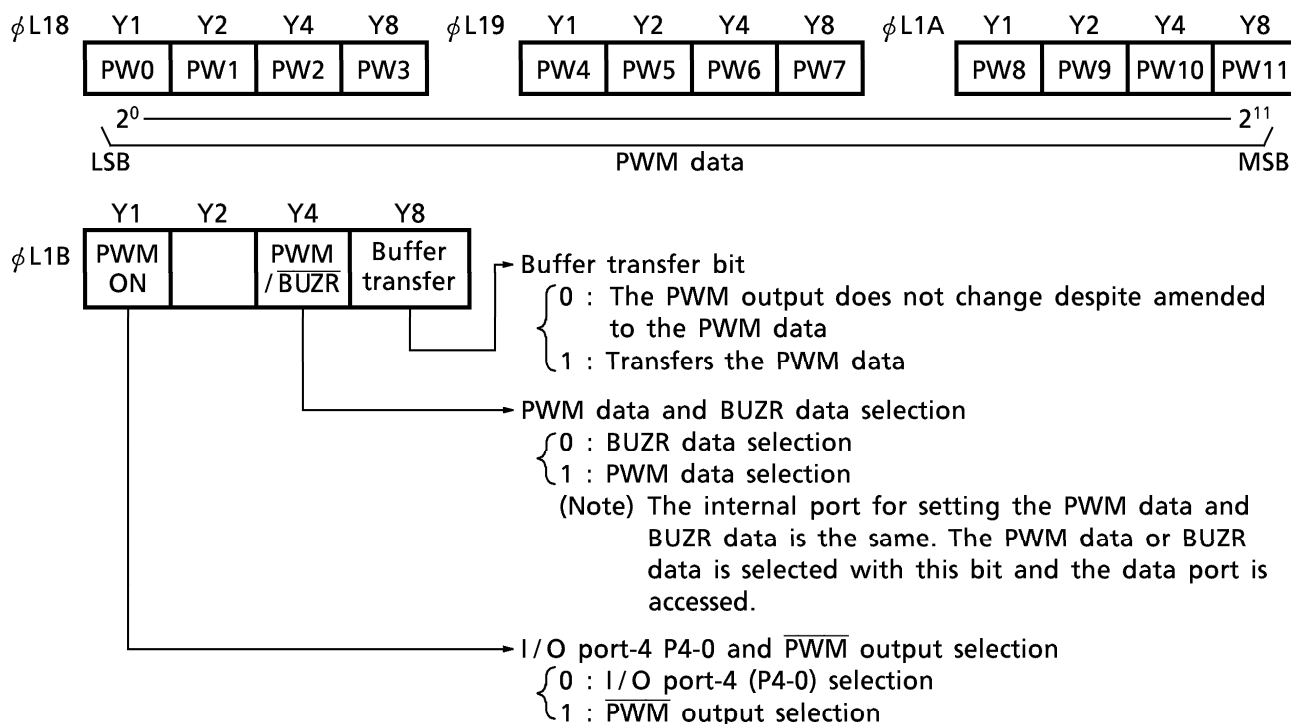 ϕL18 Y1 Y2 Y4 Y8 ϕL19 Y1 Y2 Y4 Y8 ϕL1A Y1 Y2 Y4 Y8
PW0 PW1 PW2 PW3 PW4 PW5 PW6 PW7 PW8 PW9 PW10 PW11
2⁰ 2¹¹
LSB PWM data MSB
Y1 Y2 Y4 Y8
ϕL1B PWM ON PWM / B̅U̅Z̅R̅ Buffer transfer
Buffer transfer bit
0 : The PWM output does not change despite amended
to the PWM data
1 : Transfers the PWM data
PWM data and BUZR data selection
0 : BUZR data selection
1 : PWM data selection
(Note) The internal port for setting the PWM data and
BUZR data is the same. The PWM data or BUZR
data is selected with this bit and the data port is
accessed.
I/O port-4 P4-0 and P̅W̅M̅ output selection
0 : I/O port-4 (P4-0) selection
1 : P̅W̅M̅ output selection